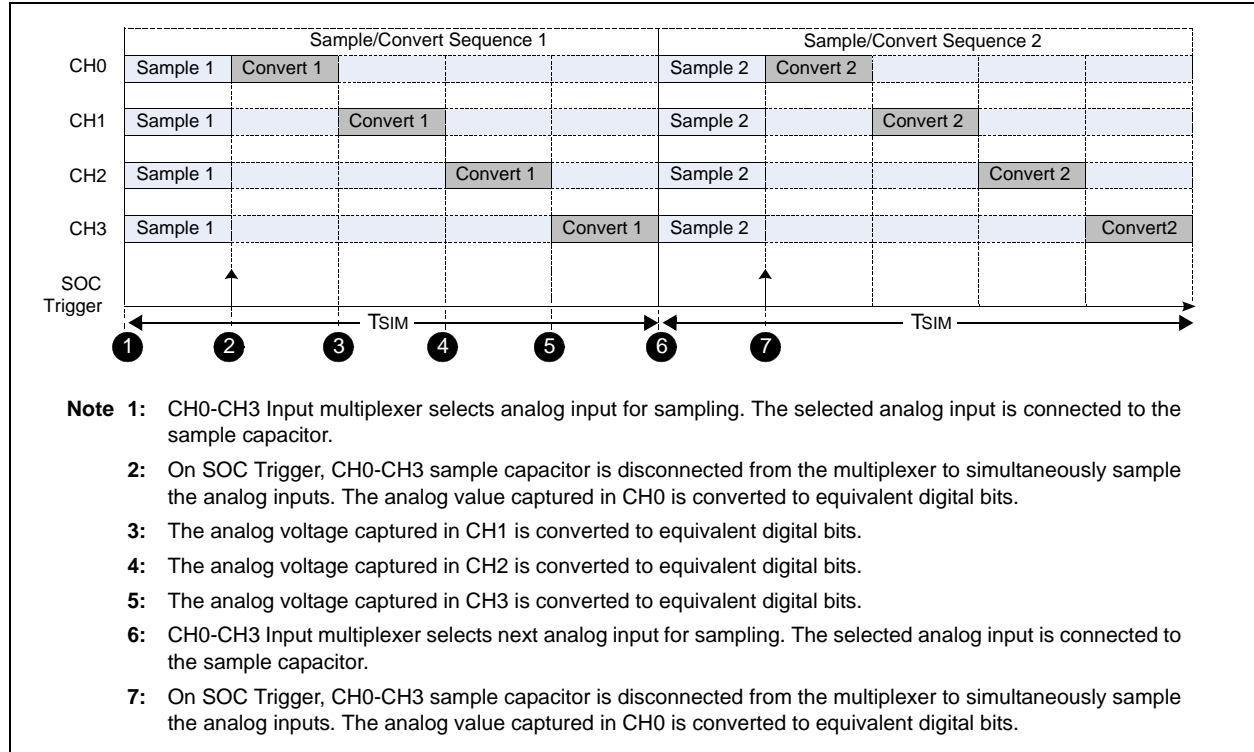 Sample/Convert Sequence 1 Sample/Convert Sequence 2
CH0 Sample 1 Convert 1 Sample 2 Convert 2
CH1 Sample 1 Convert 1 Sample 2 Convert 2
CH2 Sample 1 Convert 1 Sample 2 Convert 2
CH3 Sample 1 Convert 1 Sample 2 Convert2
SOC
Trigger
TSIM TSIM
1 2 3 4 5 6 7
Note 1: CH0-CH3 Input multiplexer selects analog input for sampling. The selected analog input is connected to the
sample capacitor.
2: On SOC Trigger, CH0-CH3 sample capacitor is disconnected from the multiplexer to simultaneously sample
the analog inputs. The analog value captured in CH0 is converted to equivalent digital bits.
3: The analog voltage captured in CH1 is converted to equivalent digital bits.
4: The analog voltage captured in CH2 is converted to equivalent digital bits.
5: The analog voltage captured in CH3 is converted to equivalent digital bits.
6: CH0-CH3 Input multiplexer selects next analog input for sampling. The selected analog input is connected to
the sample capacitor.
7: On SOC Trigger, CH0-CH3 sample capacitor is disconnected from the multiplexer to simultaneously sample
the analog inputs. The analog value captured in CH0 is converted to equivalent digital bits.